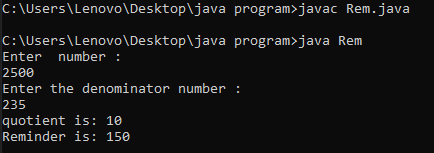 C:\Users\Lenovo\Desktop\java program>javac Rem.java
C:\Users\Lenovo\Desktop\java program>java Rem
Enter  number :
2500
Enter the denominator number :
235
quotient is: 10
Reminder is: 150